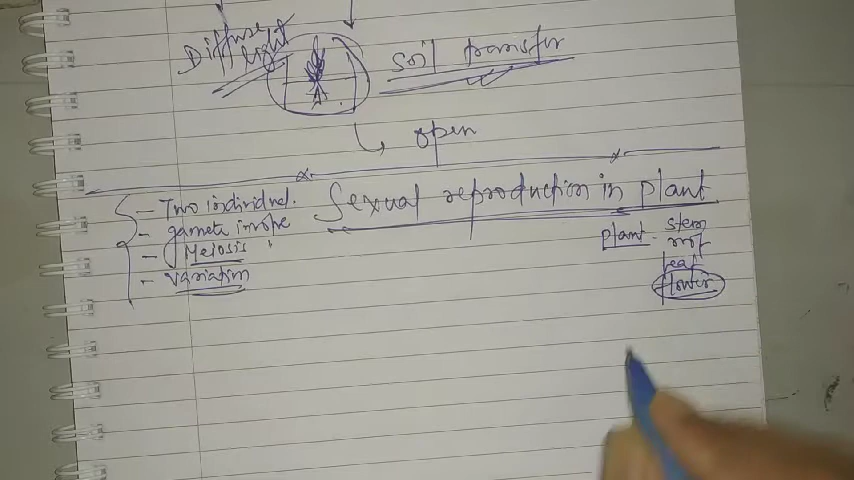 Diffuse
light
soil transfer
open
Sexual reproduction in plant
- Two individual.
- gamete invove
- Meiosis
- variation
plant - stem
root
leaf
flower